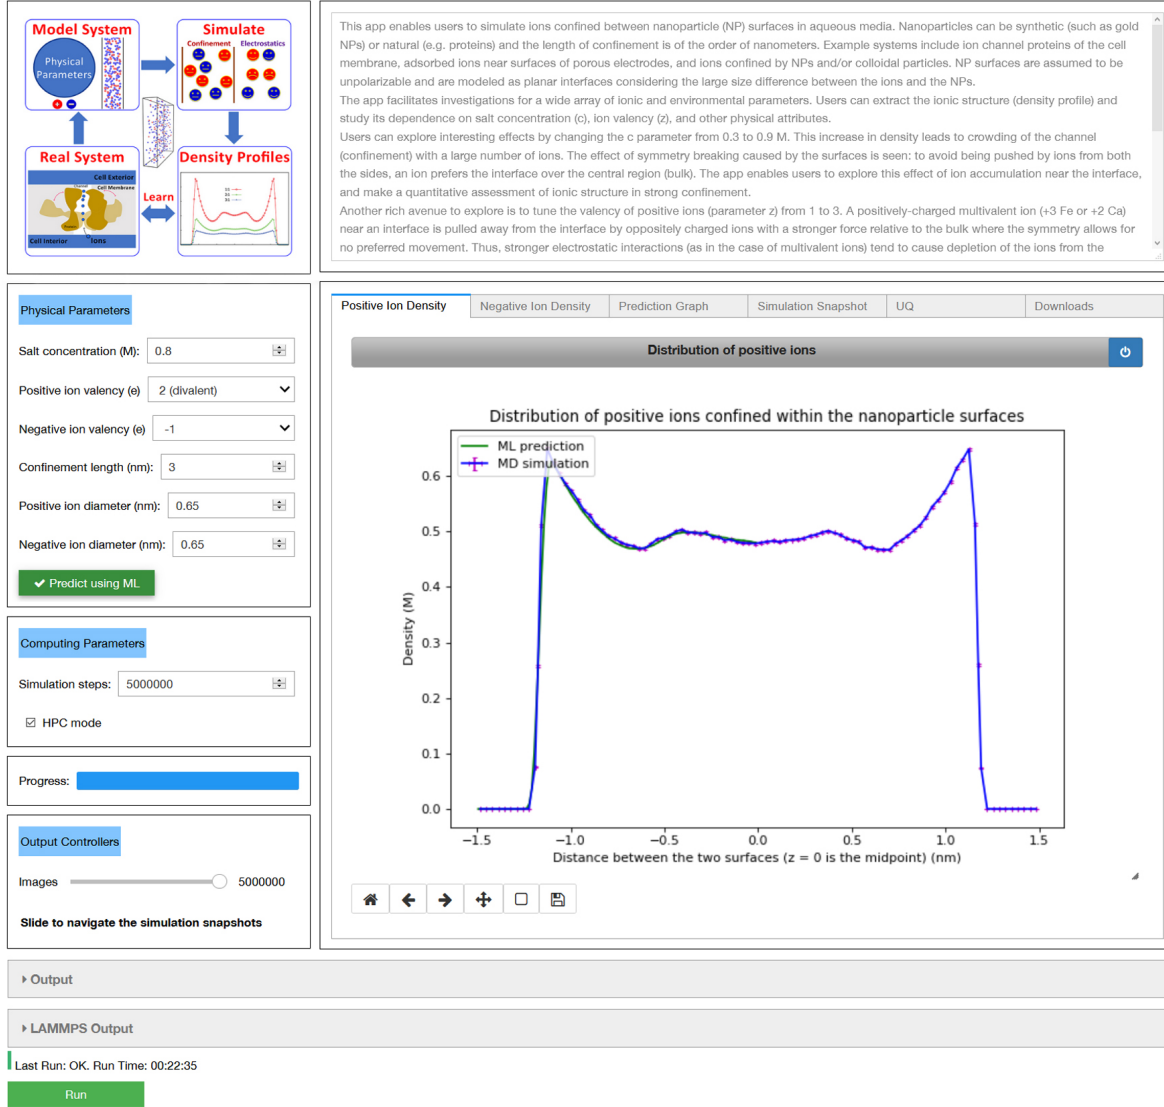 Model System
Physical
Parameters
Simulate
Confinement
Electrostatics
Real System
Cell Exterior
Cell Membrane
Cell Interior
Ions
Learn
Density Profiles
This app enables users to simulate ions confined between nanoparticle (NP) surfaces in aqueous media. Nanoparticles can be synthetic (such as gold
NPs) or natural (e.g. proteins) and the length of confinement is of the order of nanometers. Example systems include ion channel proteins of the cell
membrane, adsorbed ions near surfaces of porous electrodes, and ions confined by NPs and/or colloidal particles. NP surfaces are assumed to be
unpolarizable and are modeled as planar interfaces considering the large size difference between the ions and the NPs.
The app facilitates investigations for a wide array of ionic and environmental parameters. Users can extract the ionic structure (density profile) and
study its dependence on salt concentration (c), ion valency (z), and other physical attributes.
Users can explore interesting effects by changing the c parameter from 0.3 to 0.9 M. This increase in density leads to crowding of the channel
(confinement) with a large number of ions. The effect of symmetry breaking caused by the surfaces is seen: to avoid being pushed by ions from both
the sides, an ion prefers the interface over the central region (bulk). The app enables users to explore this effect of ion accumulation near the interface,
and make a quantitative assessment of ionic structure in strong confinement.
Another rich avenue to explore is to tune the valency of positive ions (parameter z) from 1 to 3. A positively-charged multivalent ion (+3 Fe or +2 Ca)
near an interface is pulled away from the interface by oppositely charged ions with a stronger force relative to the bulk where the symmetry allows for
no preferred movement. Thus, stronger electrostatic interactions (as in the case of multivalent ions) tend to cause depletion of the ions from the
Physical Parameters
Salt concentration (M): 0.8
Positive ion valency (e) 2 (divalent)
Negative ion valency (e) -1
Confinement length (nm): 3
Positive ion diameter (nm): 0.65
Negative ion diameter (nm): 0.65
Predict using ML
Computing Parameters
Simulation steps: 5000000
HPC mode
Progress:
Output Controllers
Images 5000000
Slide to navigate the simulation snapshots
Positive Ion Density Negative Ion Density Prediction Graph Simulation Snapshot UQ Downloads
Distribution of positive ions
Distribution of positive ions confined within the nanoparticle surfaces
ML prediction
MD simulation
Density (M)
0.6
0.5
0.4
0.3
0.2
0.1
0.0
−1.5 −1.0 −0.5 0.0 0.5 1.0 1.5
Distance between the two surfaces (z = 0 is the midpoint) (nm)
Output
LAMMPS Output
Last Run: OK. Run Time: 00:22:35
Run